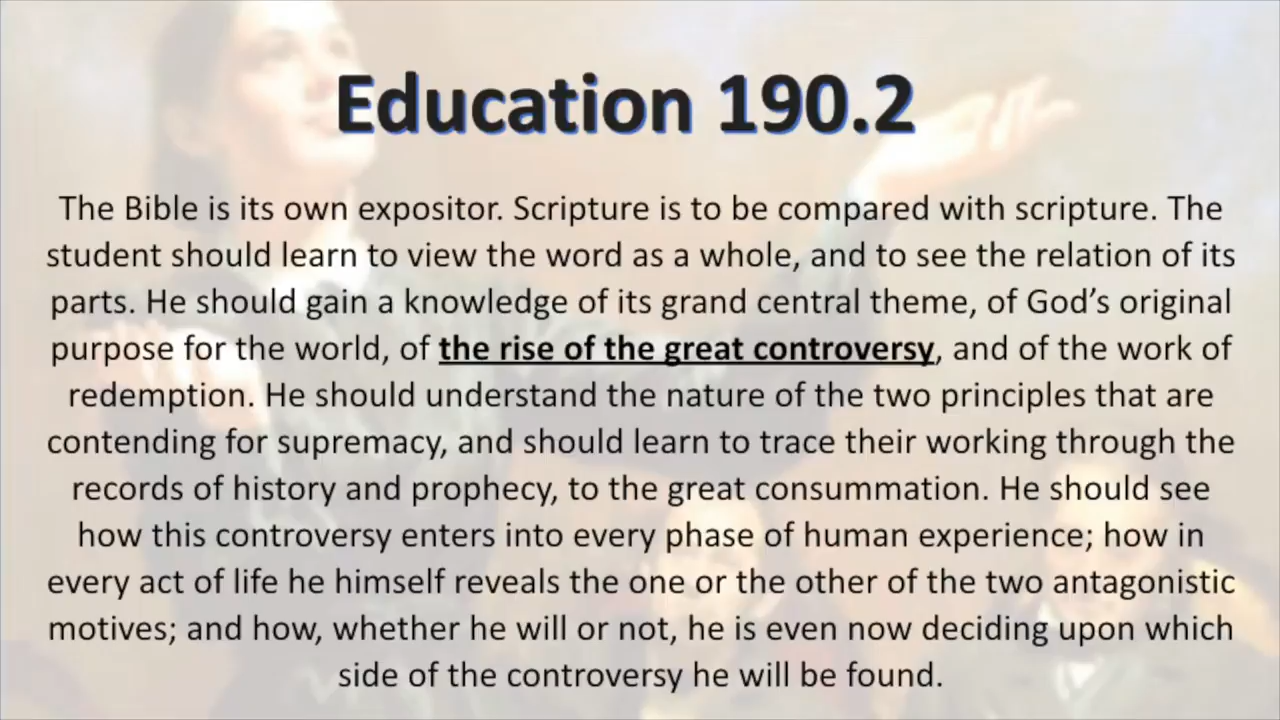 Education 190.2
The Bible is its own expositor. Scripture is to be compared with scripture. The
student should learn to view the word as a whole, and to see the relation of its
parts. He should gain a knowledge of its grand central theme, of God’s original
purpose for the world, of the rise of the great controversy, and of the work of
redemption. He should understand the nature of the two principles that are
contending for supremacy, and should learn to trace their working through the
records of history and prophecy, to the great consummation. He should see
how this controversy enters into every phase of human experience; how in
every act of life he himself reveals the one or the other of the two antagonistic
motives; and how, whether he will or not, he is even now deciding upon which
side of the controversy he will be found.